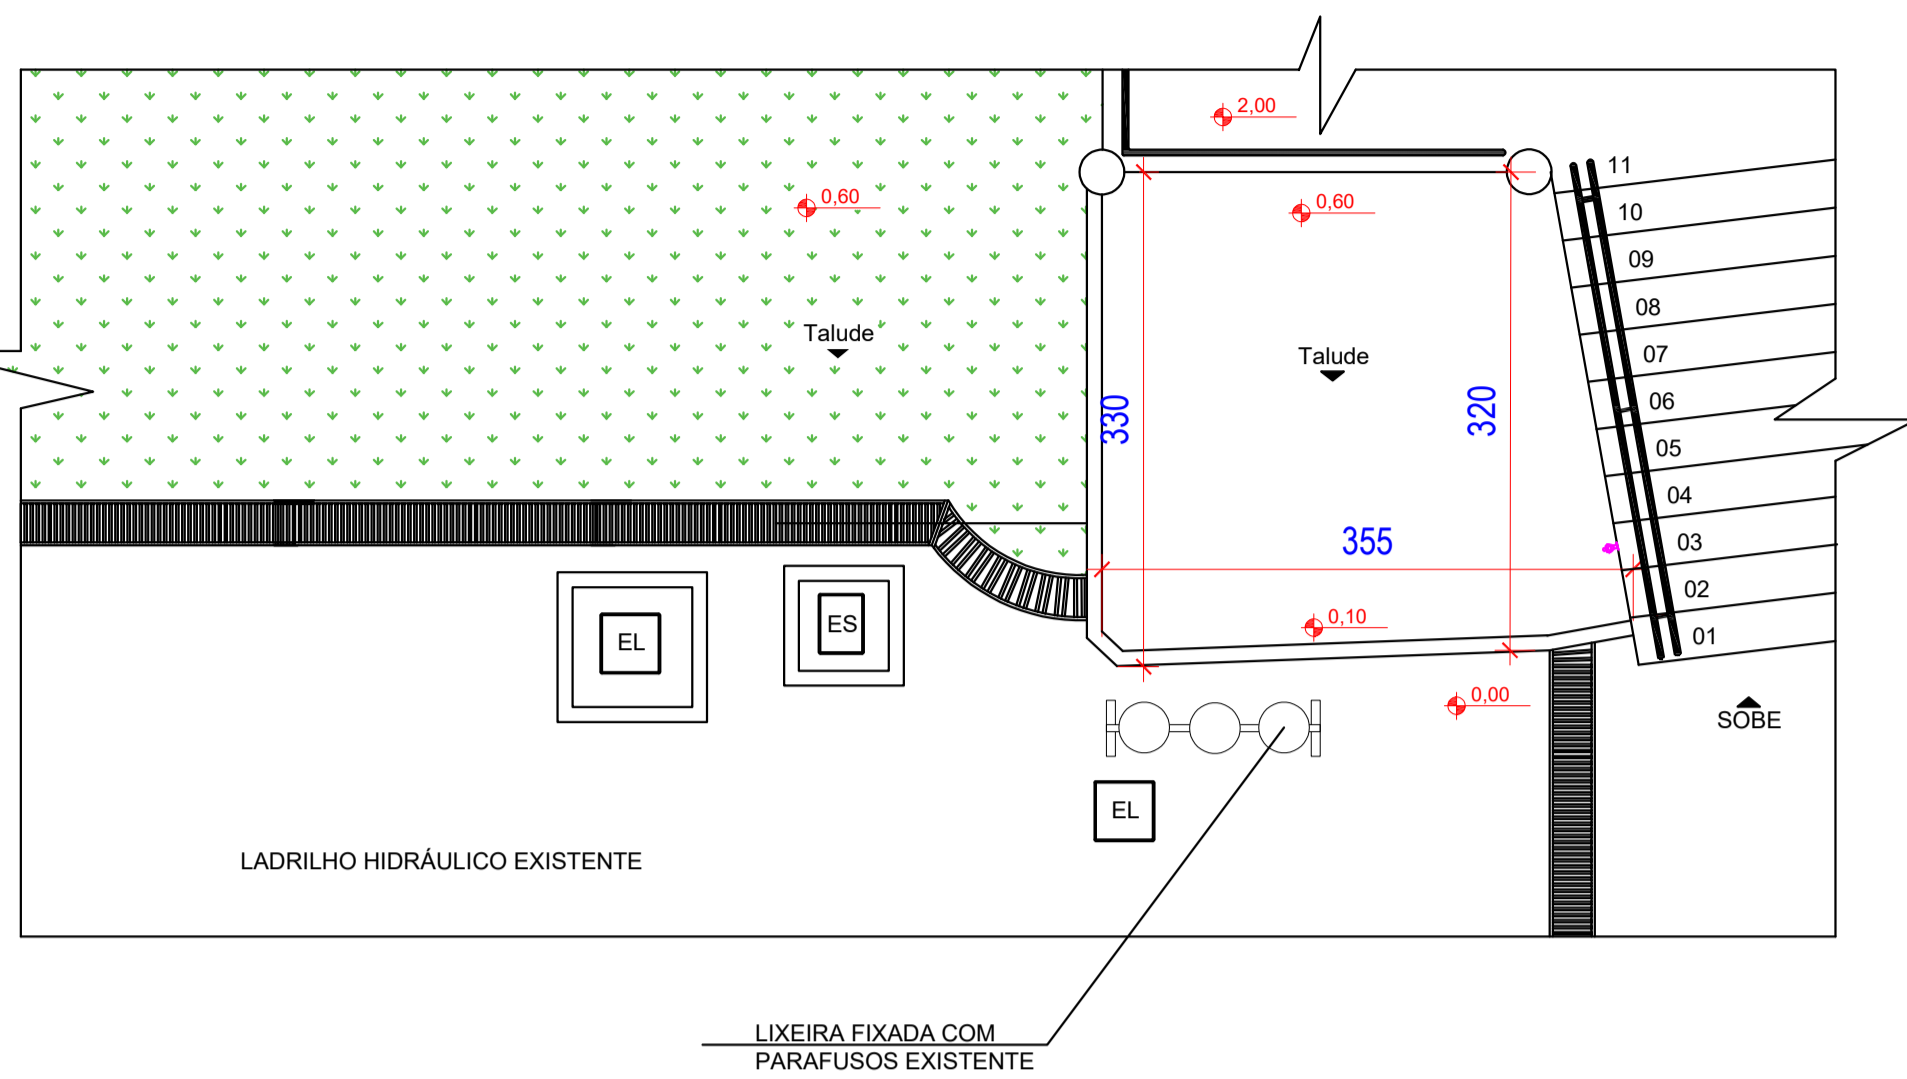 2,00
11
10
0,60
0,60
09
08
Talude
Talude
07
06
330
320
05
04
355
03
02
0,10
EL
ES
01
0,00
SOBE
EL
LADRILHO HIDRÁULICO EXISTENTE
LIXEIRA FIXADA COM
PARAFUSOS EXISTENTE